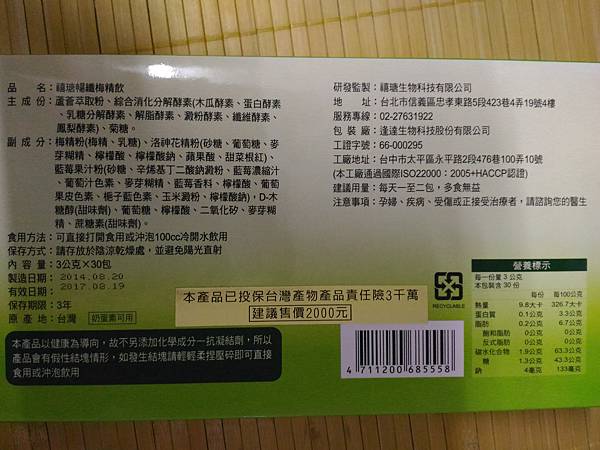 品　　名：禧瑭暢纖梅精飲
主 成 份：蘆薈萃取粉、綜合消化分解酵素(木瓜酵素、蛋白酵素
、乳糖分解酵素、解脂酵素、澱粉酵素、纖維酵素、
鳳梨酵素)、菊糖。
副 成 分：梅精粉(梅精、乳糖)、洛神花精粉(砂糖、葡萄糖、麥
芽糊精、檸檬酸、檸檬酸鈉、蘋果酸、甜菜根紅)、
藍莓果汁粉(砂糖、辛烯基丁二酸鈉澱粉、藍莓濃縮汁
、葡萄汁色素、麥芽糊精、藍莓香料、檸檬酸、葡萄
果皮色素、梔子藍色素、玉米澱粉、檸檬酸鈉)，D-木
糖醇(甜味劑)、葡萄糖、檸檬酸、二氧化矽、麥芽糊
精、蔗糖素(甜味劑)。
食用方法：可直接打開食用或沖泡100cc冷開水飲用
保存方式：請存放於陰涼乾燥處，並避免陽光直射
內 容 量：3公克×30包
製造日期：2014.08.20
有效日期：2017.08.19
保存期限：3年
原 產 地：台灣 奶蛋素可用
本產品以健康為導向，故不另添加化學成分－抗凝結劑，所以
產品會有假性結塊情形，如發生結塊請輕輕柔捏壓碎即可直接
食用或沖泡飲用
研發監製：禧瑭生物科技有限公司
地　　址：台北市信義區忠孝東路5段423巷4弄19號4樓
服務專線：02-27631922
包 裝 廠：逢達生物科技股份有限公司
工證字號：66-000295
工廠地址：台中市太平區永平路2段476巷100弄10號
(本工廠通過國際ISO22000：2005+HACCP認證)
建議用量：每天一至二包，多食無益
注意事項：孕婦、疾病、受傷或正接受治療者，請諮詢您的醫生
本產品已投保台灣產物產品責任險3千萬
建議售價2000元
RECYCLABLE
4 711200 685558
營養標示
每一份量 3 公克
本包裝含 30 份
每份 每100公克
熱量 9.8大卡 326.7大卡
蛋白質 0.1公克 3.3公克
脂肪 0.2公克 6.7公克
飽和脂肪 0公克 0公克
反式脂肪 0公克 0公克
碳水化合物 1.9公克 63.3公克
糖 1.3公克 43.3公克
鈉 4毫克 133毫克